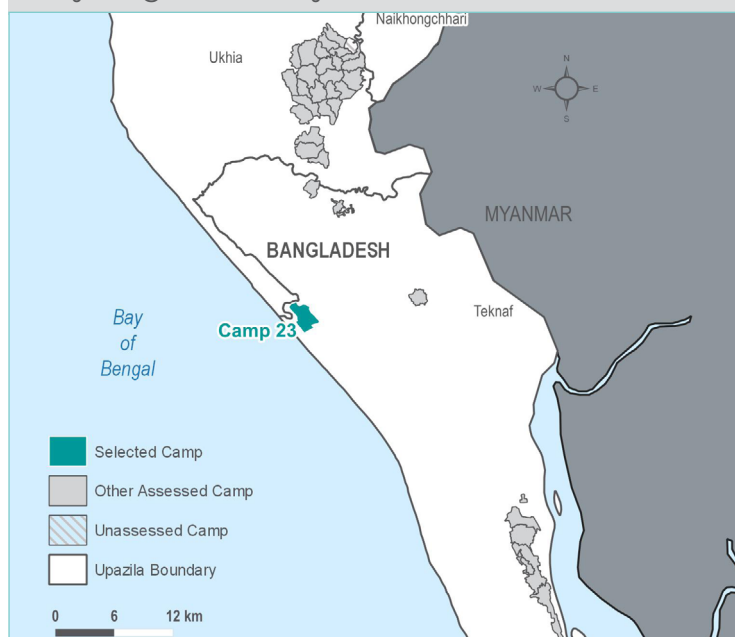 Naikhongchhari
Ukhia
N
W
E
S
MYANMAR
BANGLADESH
Teknaf
Bay
of
Bengal
Camp 23
Selected Camp
Other Assessed Camp
Unassessed Camp
Upazila Boundary
0 6 12 km